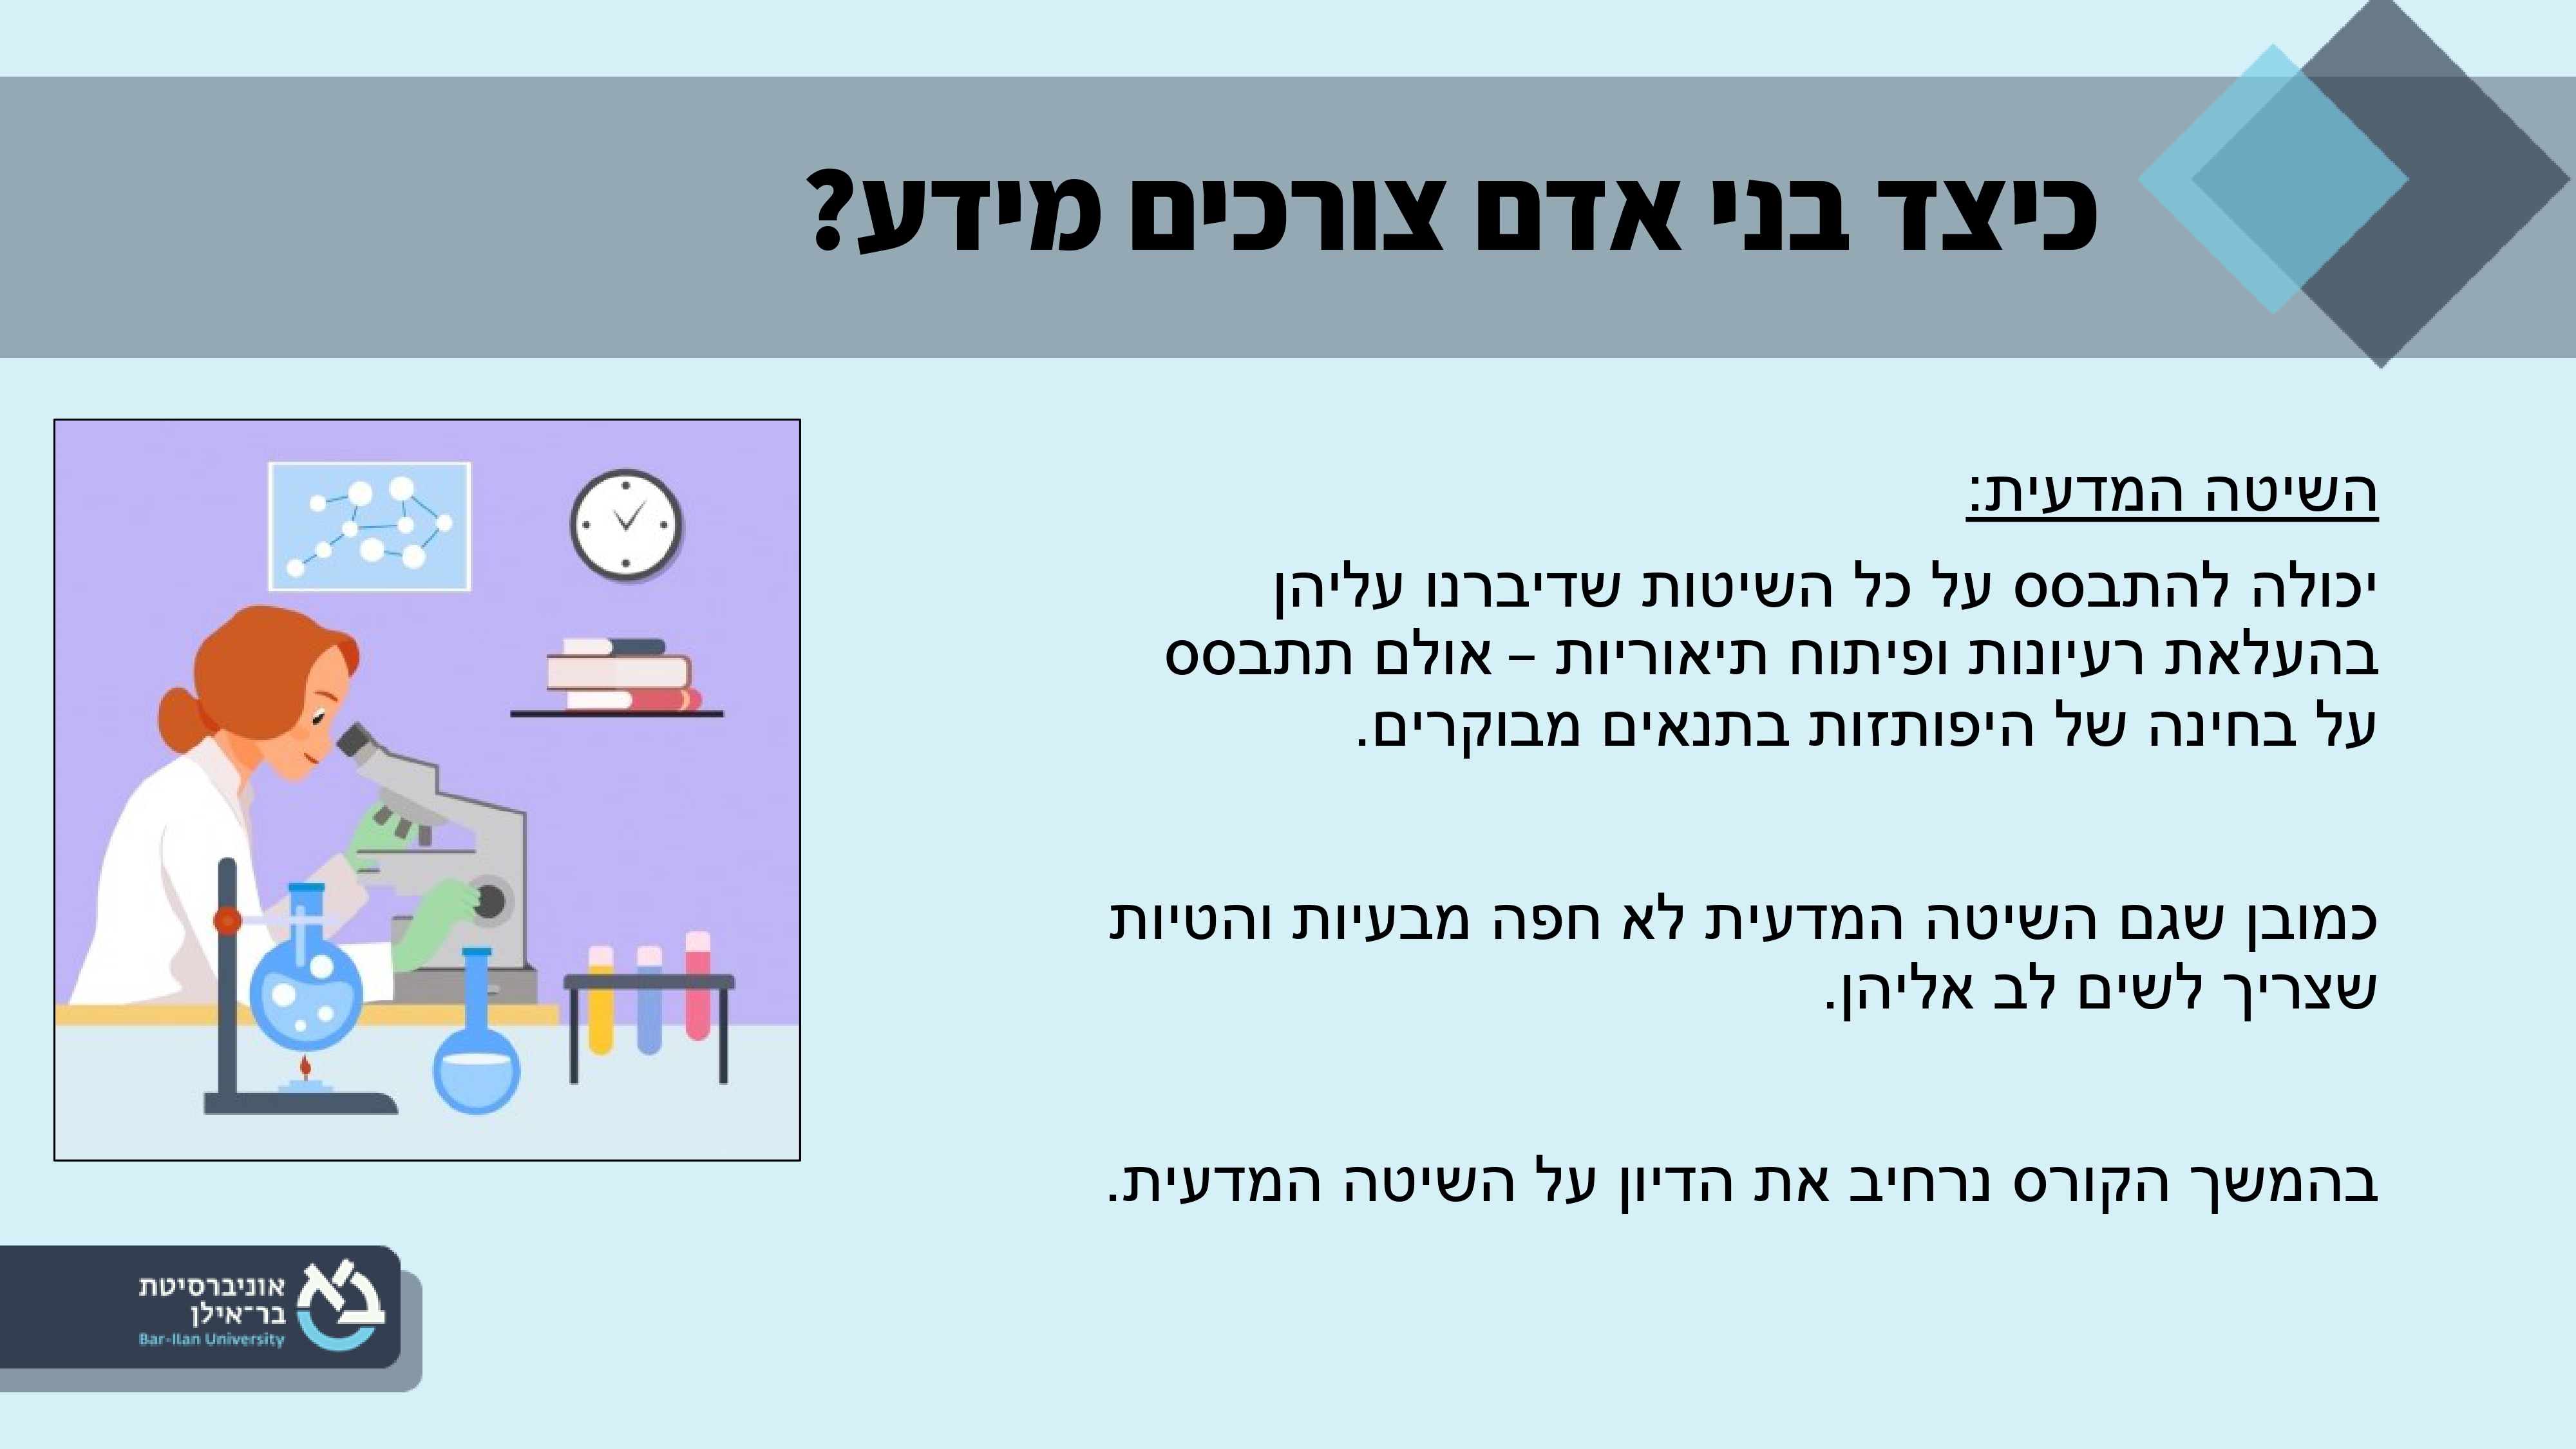 כיצד בני אדם צורכים מידע?
השיטה המדעית:
יכולה להתבסס על כל השיטות שדיברנו עליהן
בהעלאת רעיונות ופיתוח תיאוריות – אולם תתבסס
על בחינה של היפותזות בתנאים מבוקרים.
כמובן שגם השיטה המדעית לא חפה מבעיות והטיות
שצריך לשים לב אליהן.
בהמשך הקורס נרחיב את הדיון על השיטה המדעית.
אוניברסיטת
בר־אילן
Bar-Ilan University